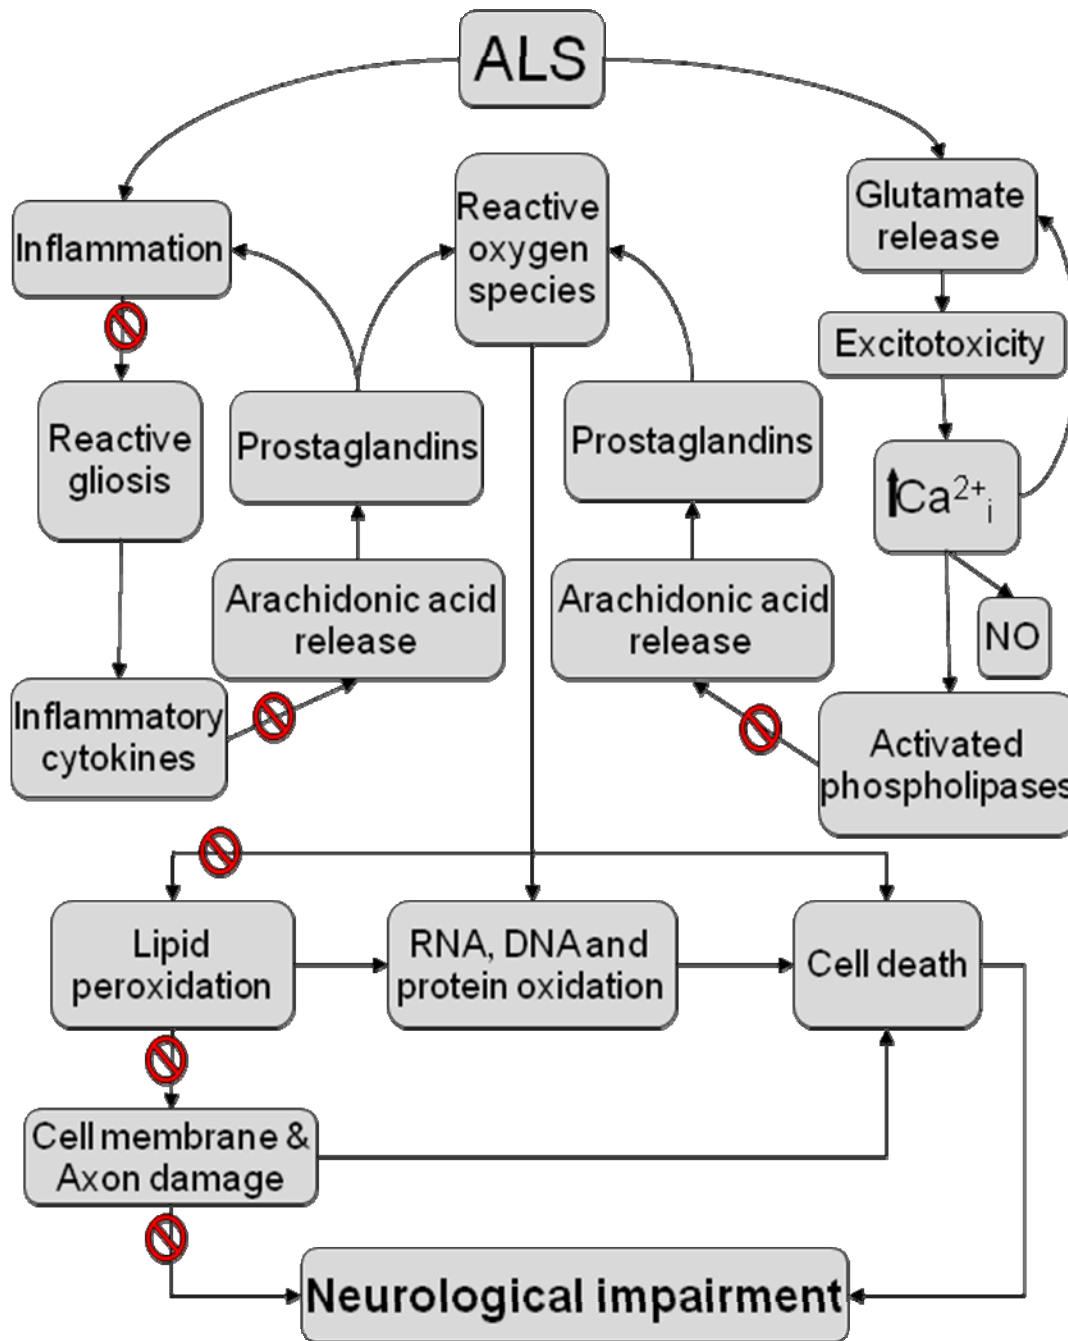 ALS
Inflammation
Reactive
oxygen
species
Glutamate
release
Excitotoxicity
Reactive
gliosis
Prostaglandins
Prostaglandins
Ca²⁺ᵢ
Arachidonic acid
release
Arachidonic acid
release
NO
Inflammatory
cytokines
Activated
phospholipases
Lipid
peroxidation
RNA, DNA and
protein oxidation
Cell death
Cell membrane &
Axon damage
Neurological impairment